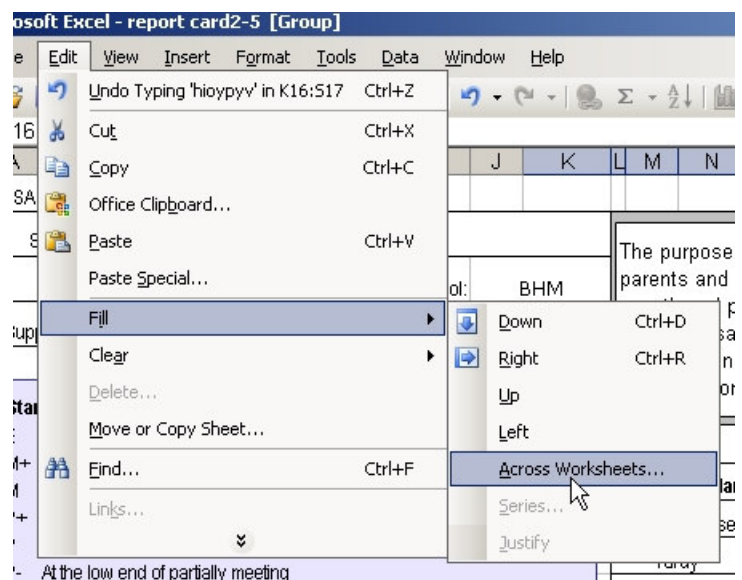 osoft Excel - report card2-5 [Group]
e Edit View Insert Format Tools Data Window Help
Undo Typing 'hioypyv' in K16:S17 Ctrl+Z
16 Cut Ctrl+X
A J K L M N
Copy Ctrl+C
SA
Office Clipboard...
S Paste Ctrl+V
The purpose
Paste Special...
parents and
ol: BHM
Fill
Down Ctrl+D
upp
Clear
Right Ctrl+R
Delete...
Up
Star
Move or Copy Sheet...
Left
M+ Find... Ctrl+F
Across Worksheets...
M
Links...
Series...
Justify
At the low end of partially meeting